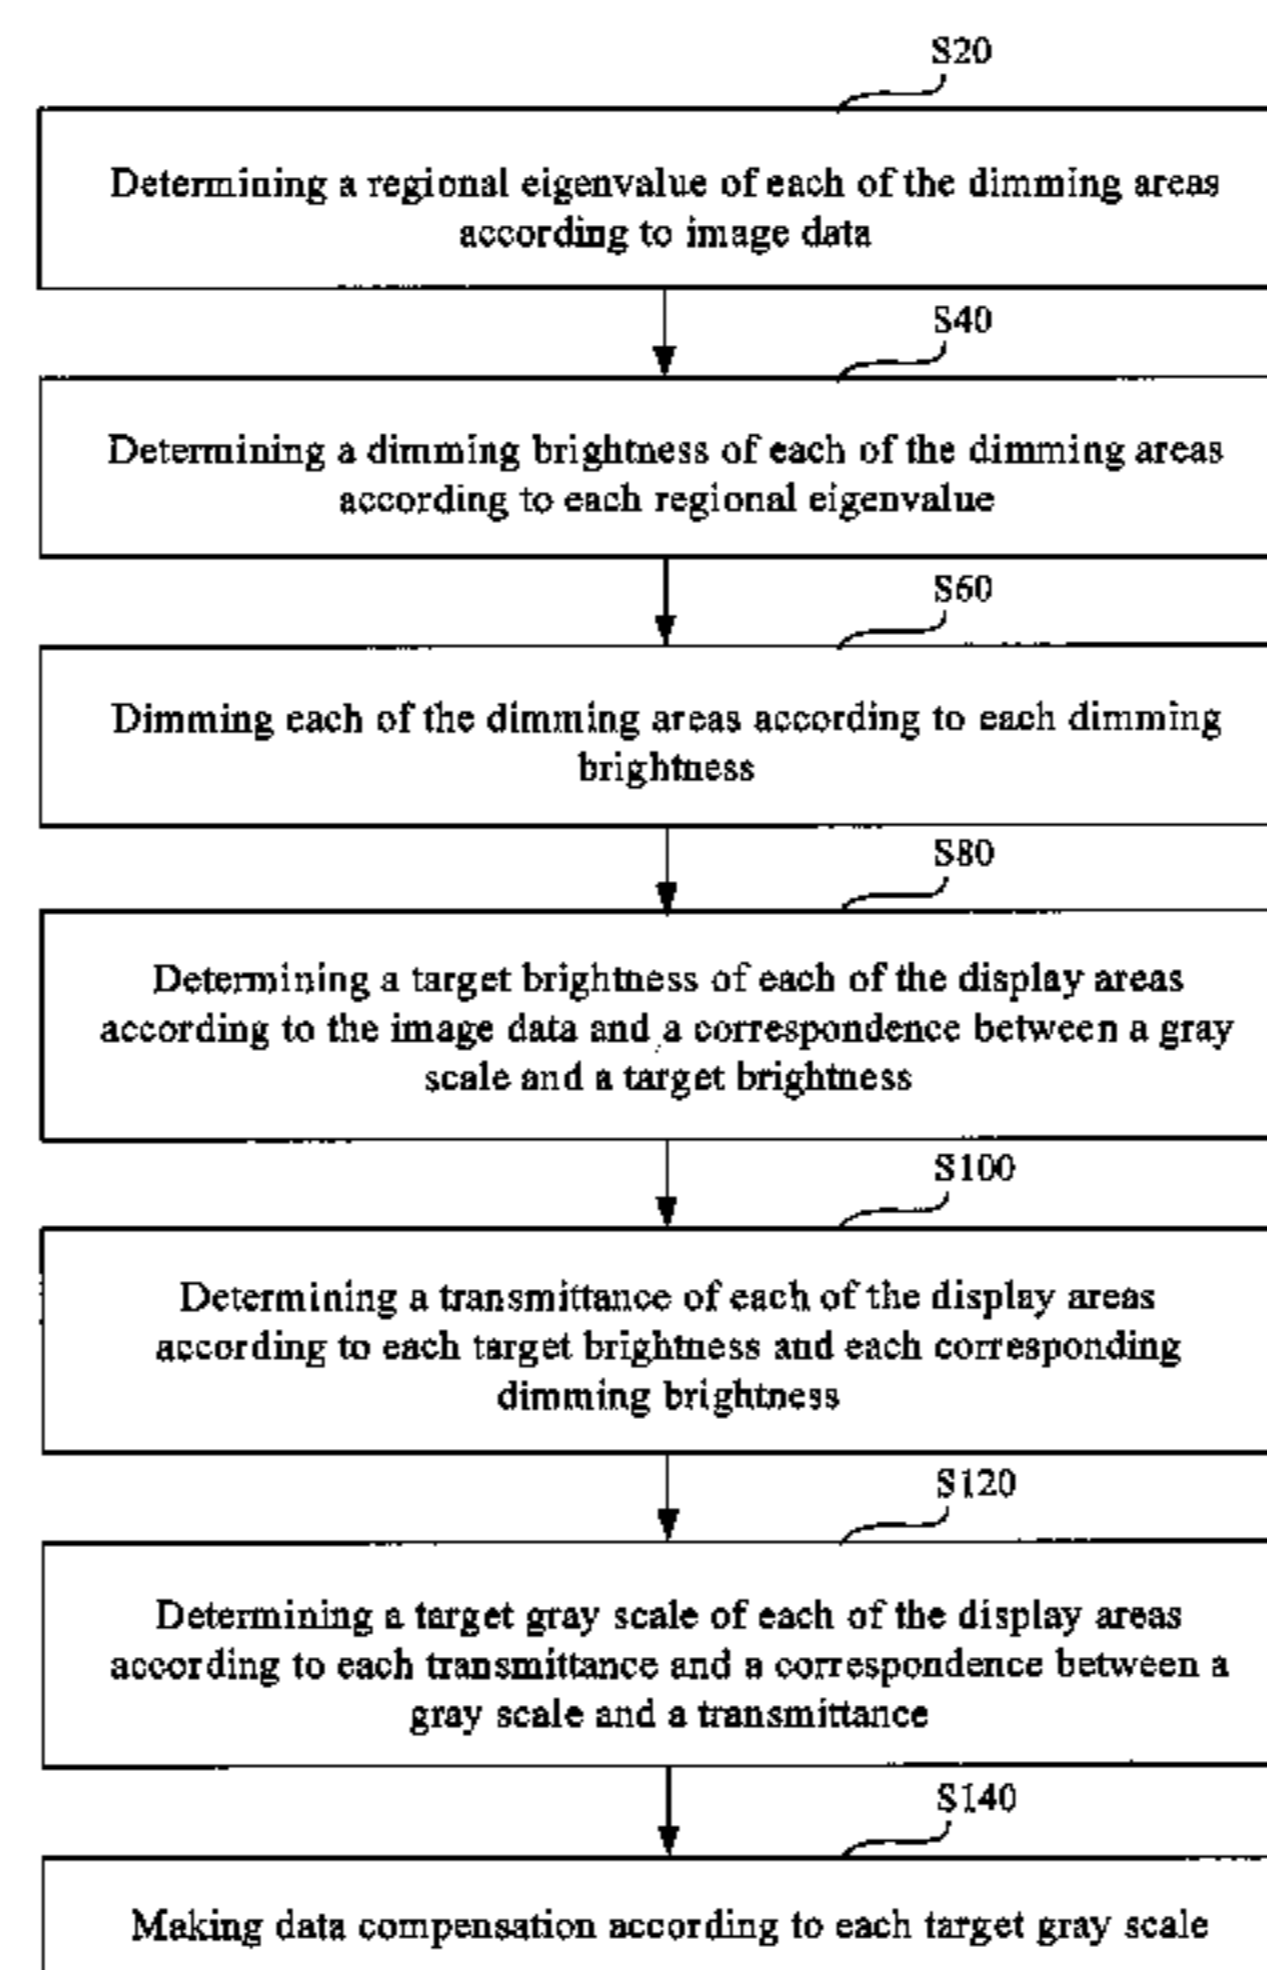 S20
Determining a regional eigenvalue of each of the dimming areas
according to image data
S40
Determining a dimming brightness of each of the dimming areas
according to each regional eigenvalue
S60
Dimming each of the dimming areas according to each dimming
brightness
S80
Determining a target brightness of each of the display areas
according to the image data and a correspondence between a gray
scale and a target brightness
S100
Determining a transmittance of each of the display areas
according to each target brightness and each corresponding
dimming brightness
S120
Determining a target gray scale of each of the display areas
according to each transmittance and a correspondence between a
gray scale and a transmittance
S140
Making data compensation according to each target gray scale